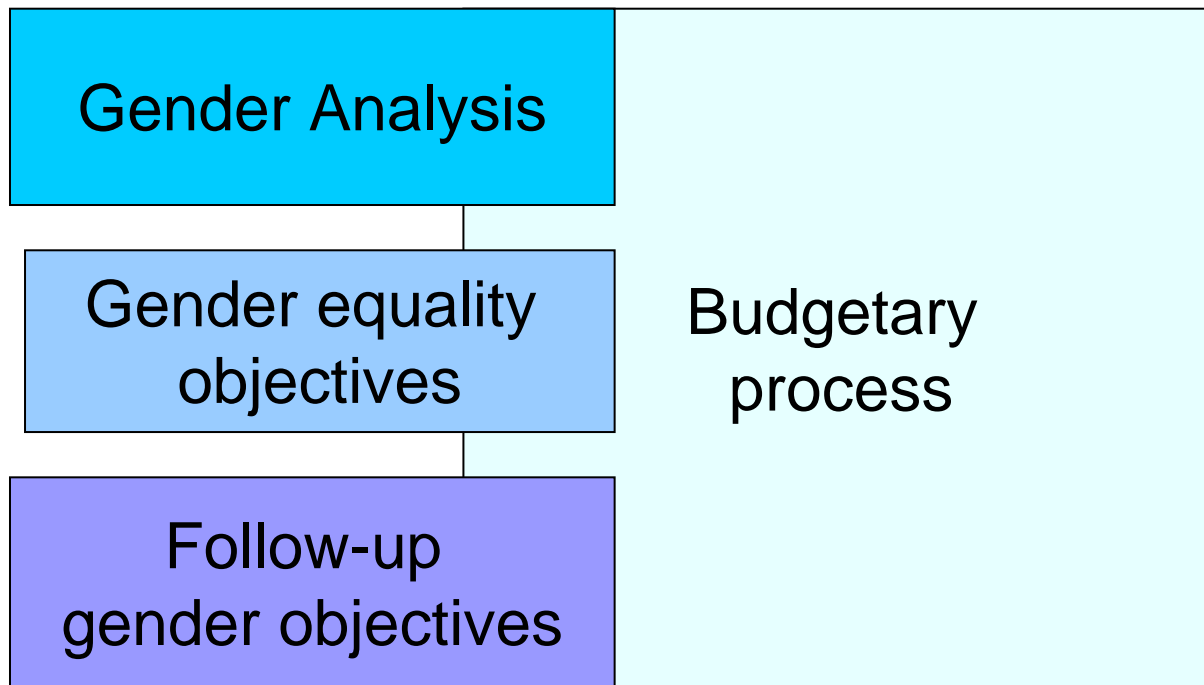 Gender Analysis
Gender equality
objectives
Budgetary
process
Follow-up
gender objectives